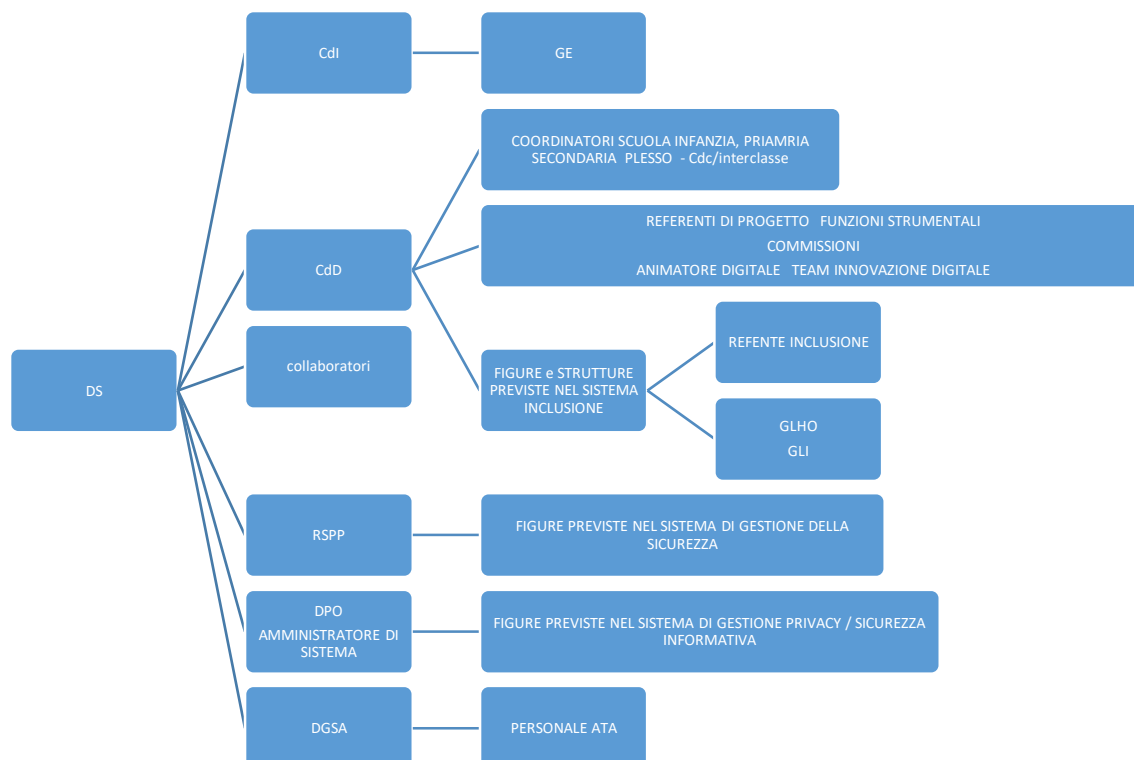 CdI
GE
COORDINATORI SCUOLA INFANZIA, PRIAMRIA
SECONDARIA PLESSO - Cdc/interclasse
REFERENTI DI PROGETTO FUNZIONI STRUMENTALI
COMMISSIONI
ANIMATORE DIGITALE TEAM INNOVAZIONE DIGITALE
CdD
REFENTE INCLUSIONE
collaboratori
DS
FIGURE e STRUTTURE
PREVISTE NEL SISTEMA
INCLUSIONE
GLHO
GLI
RSPP
FIGURE PREVISTE NEL SISTEMA DI GESTIONE DELLA
SICUREZZA
DPO
AMMINISTRATORE DI
SISTEMA
FIGURE PREVISTE NEL SISTEMA DI GESTIONE PRIVACY / SICUREZZA
INFORMATIVA
DGSA
PERSONALE ATA